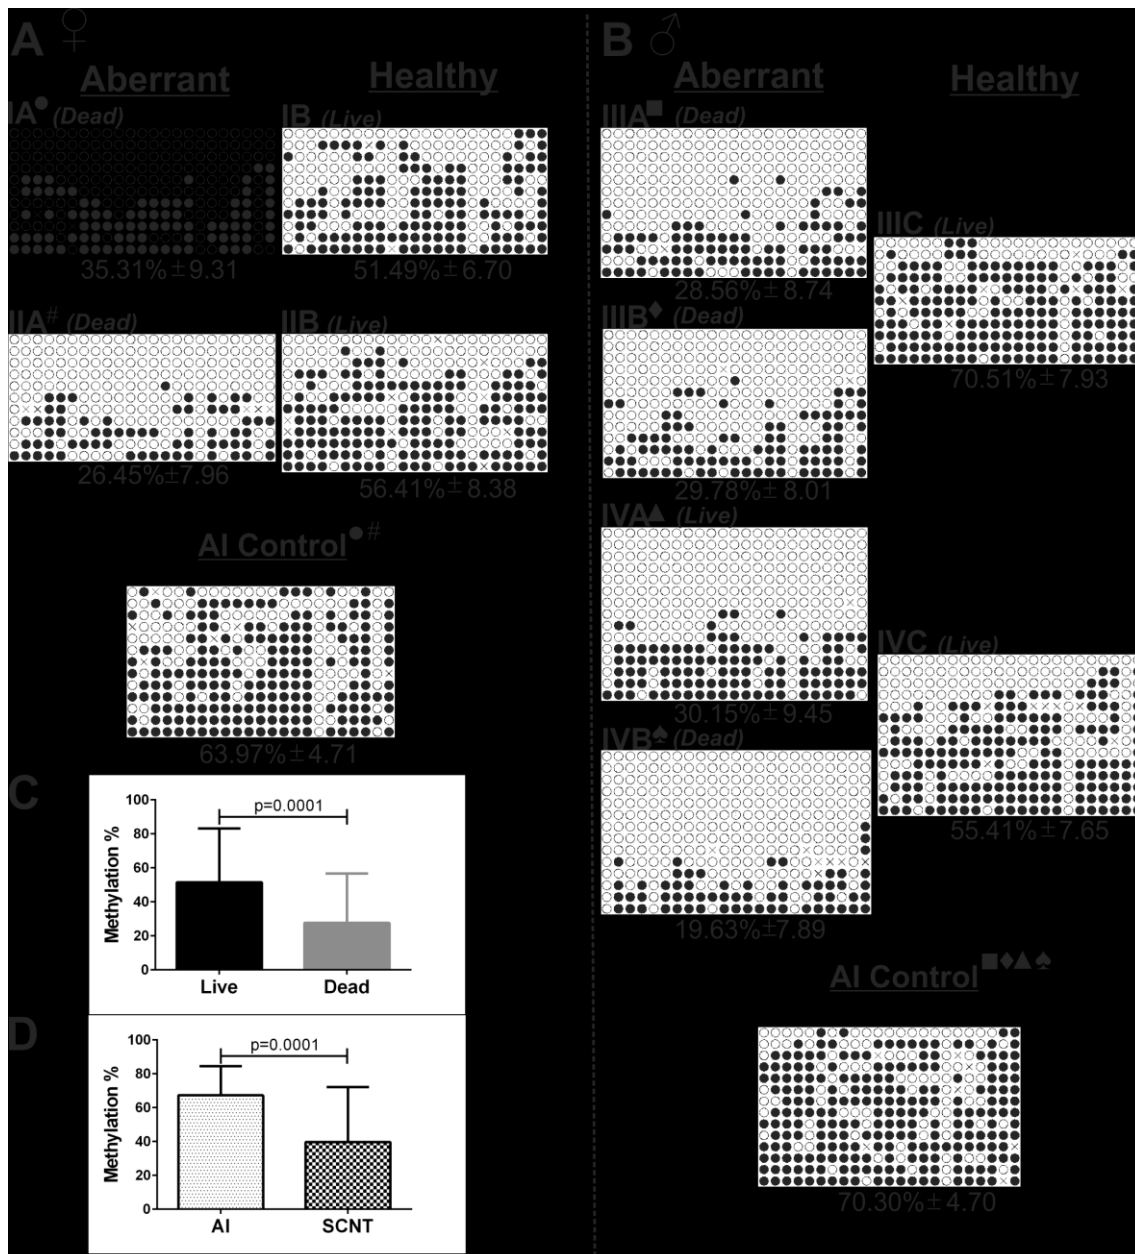 A ♀
Aberrant
Healthy
IA● (Dead)
IB (Live)
35.31%±9.31
51.49%±6.70
IIA# (Dead)
IIB (Live)
26.45%±7.96
56.41%±8.38
AI Control●#
63.97%±4.71
B ♂
Aberrant
Healthy
IIIA■ (Dead)
28.56%±8.74
IIIC (Live)
70.51%±7.93
IIIB♦ (Dead)
29.78%±8.01
IVA▲ (Live)
30.15%±9.45
IVC (Live)
55.41%±7.65
IVB♠ (Dead)
19.63%±7.89
AI Control■♦▲♠
70.30%±4.70
C
Methylation %
100
80
60
40
20
0
p=0.0001
Live Dead
D
Methylation %
100
80
60
40
20
0
p=0.0001
AI SCNT